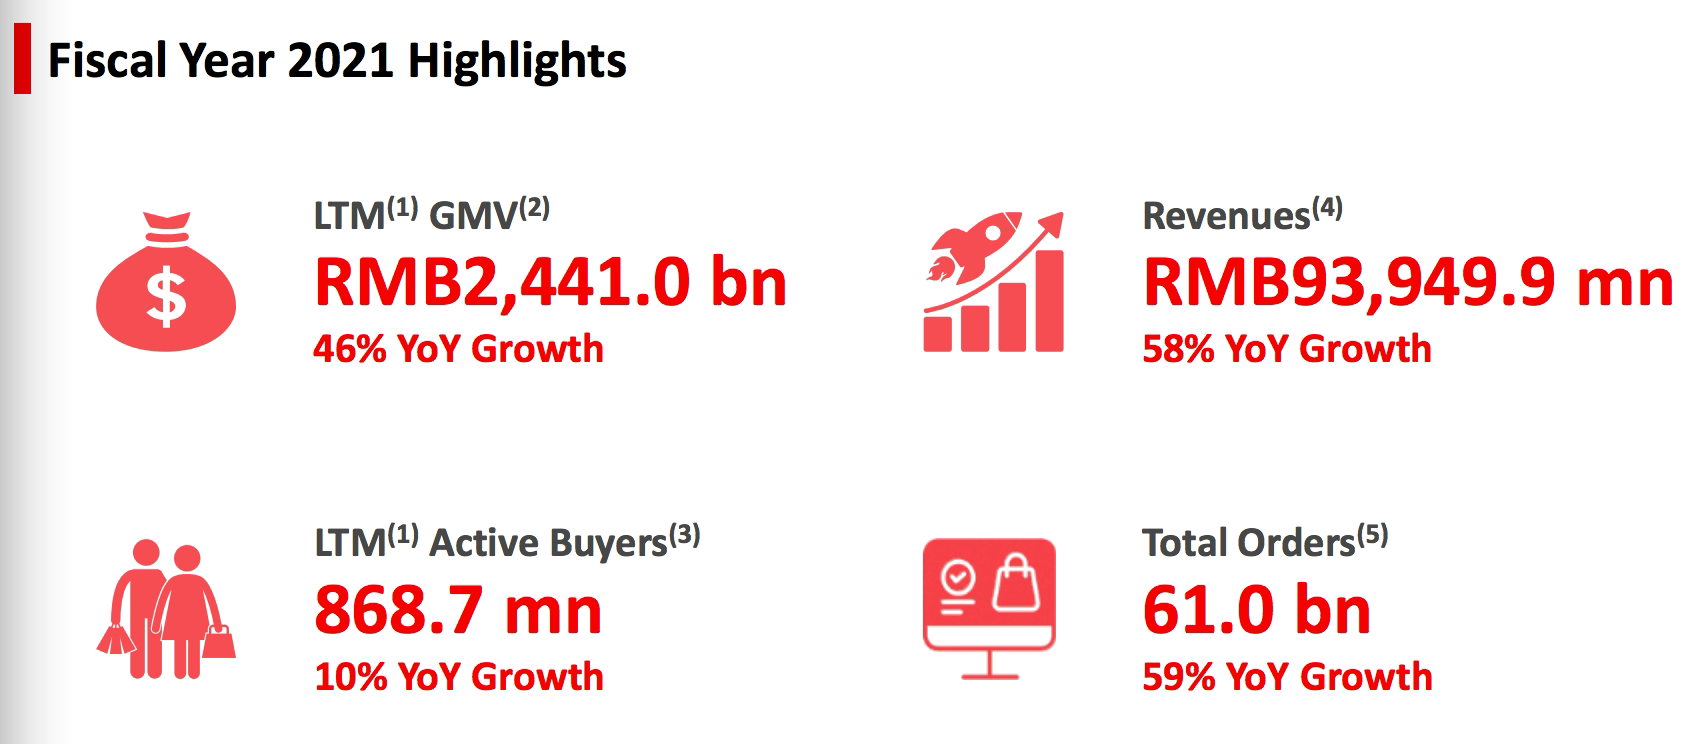 Fiscal Year 2021 Highlights
LTM(1) GMV(2)
RMB2,441.0 bn
46% YoY Growth
Revenues(4)
RMB93,949.9 mn
58% YoY Growth
$
LTM(1) Active Buyers(3)
868.7 mn
10% YoY Growth
Total Orders(5)
61.0 bn
59% YoY Growth